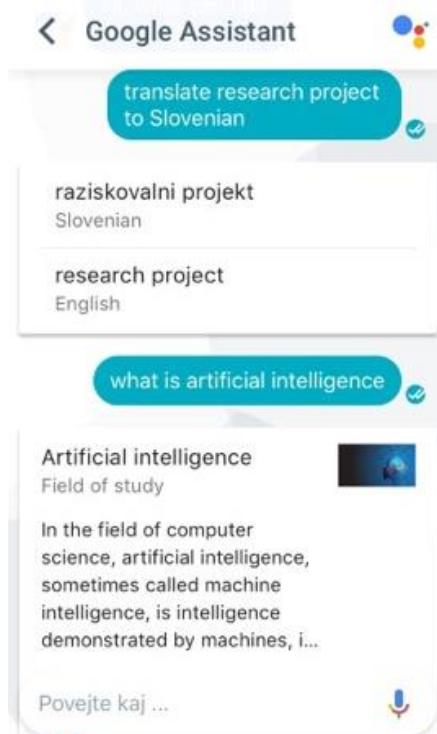 Google Assistant
translate research project
to Slovenian
raziskovalni projekt
Slovenian
research project
English
what is artificial intelligence
Artificial intelligence
Field of study
In the field of computer
science, artificial intelligence,
sometimes called machine
intelligence, is intelligence
demonstrated by machines, i...
Povejte kaj ...